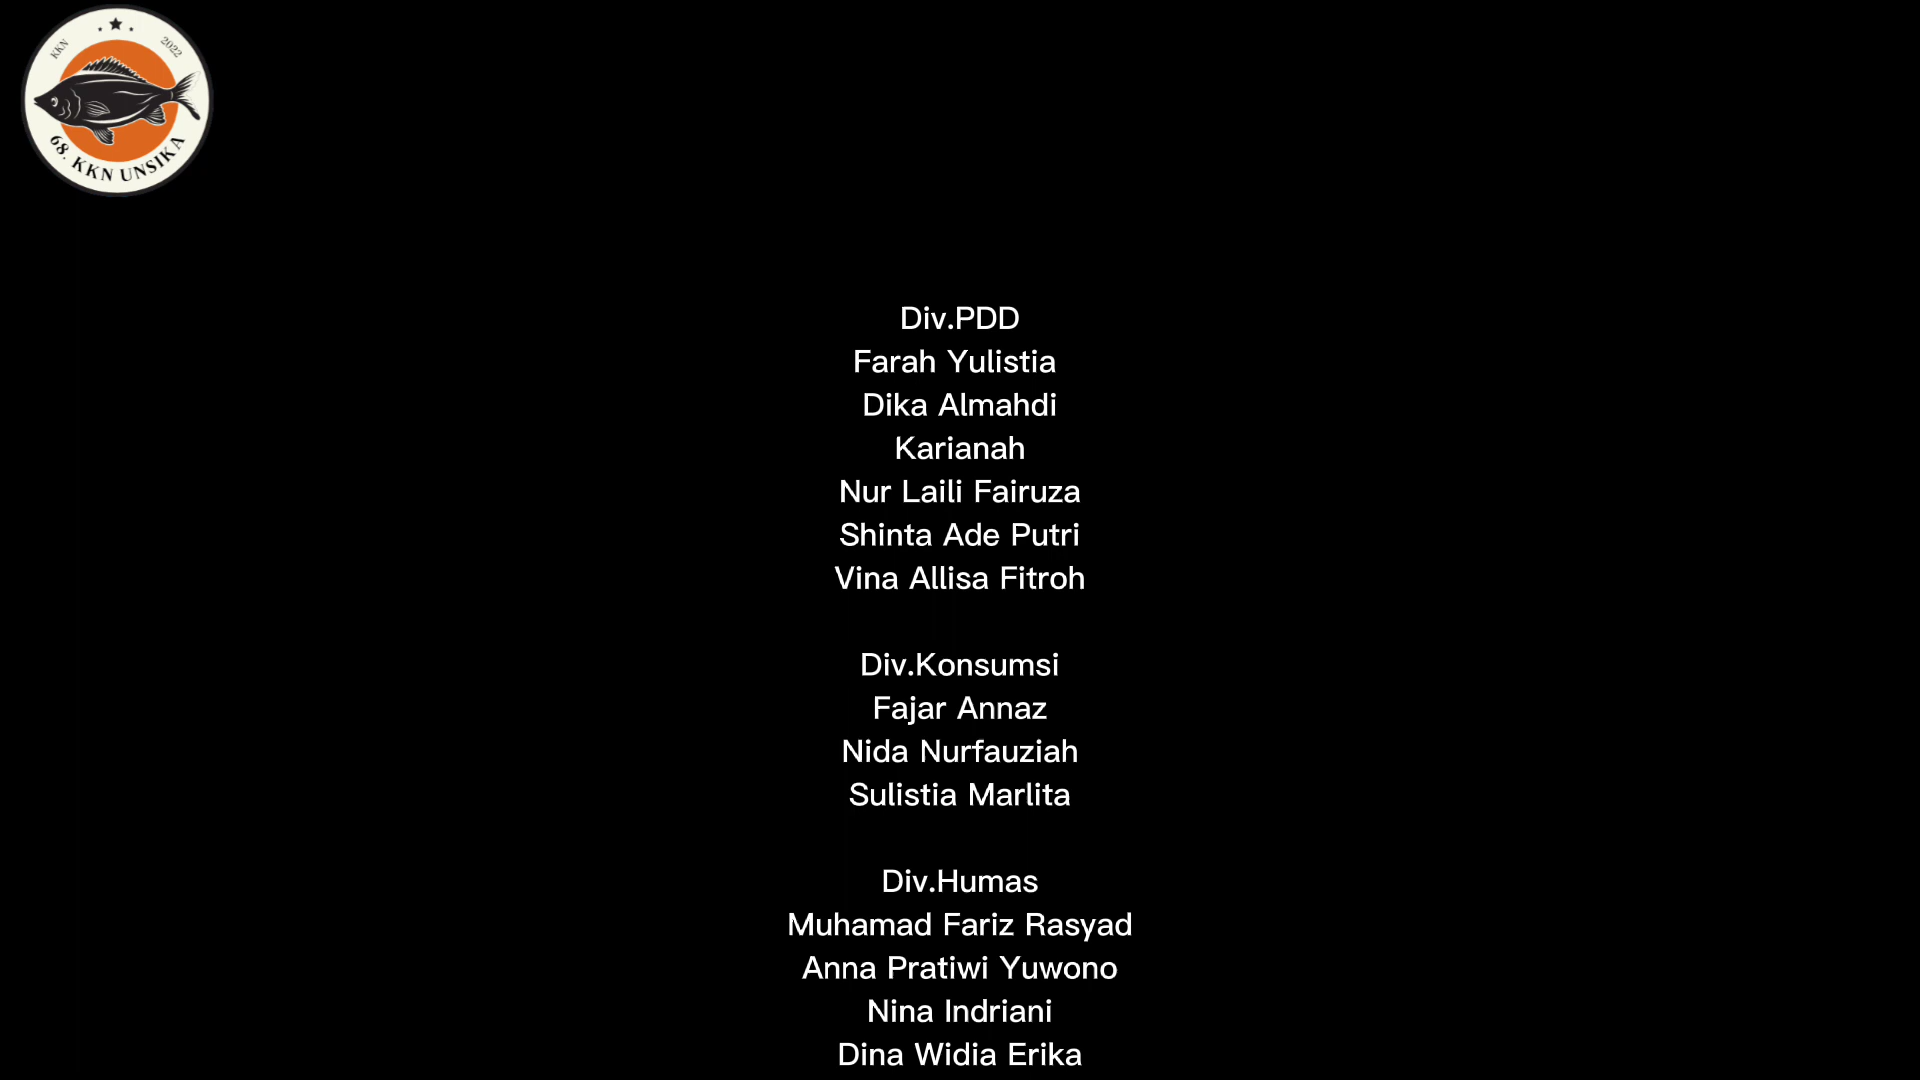 KKN 2022
68. KKN UNSIKA
Div.PDD
Farah Yulistia
Dika Almahdi
Karianah
Nur Laili Fairuza
Shinta Ade Putri
Vina Allisa Fitroh
Div.Konsumsi
Fajar Annaz
Nida Nurfauziah
Sulistia Marlita
Div.Humas
Muhamad Fariz Rasyad
Anna Pratiwi Yuwono
Nina Indriani
Dina Widia Erika